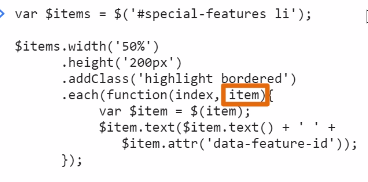 var $items = $('#special-features li');
$items.width('50%')
.height('200px')
.addClass('highlight bordered')
.each(function(index, item){
var $item = $(item);
$item.text($item.text() + ' ' +
$item.attr('data-feature-id'));
});